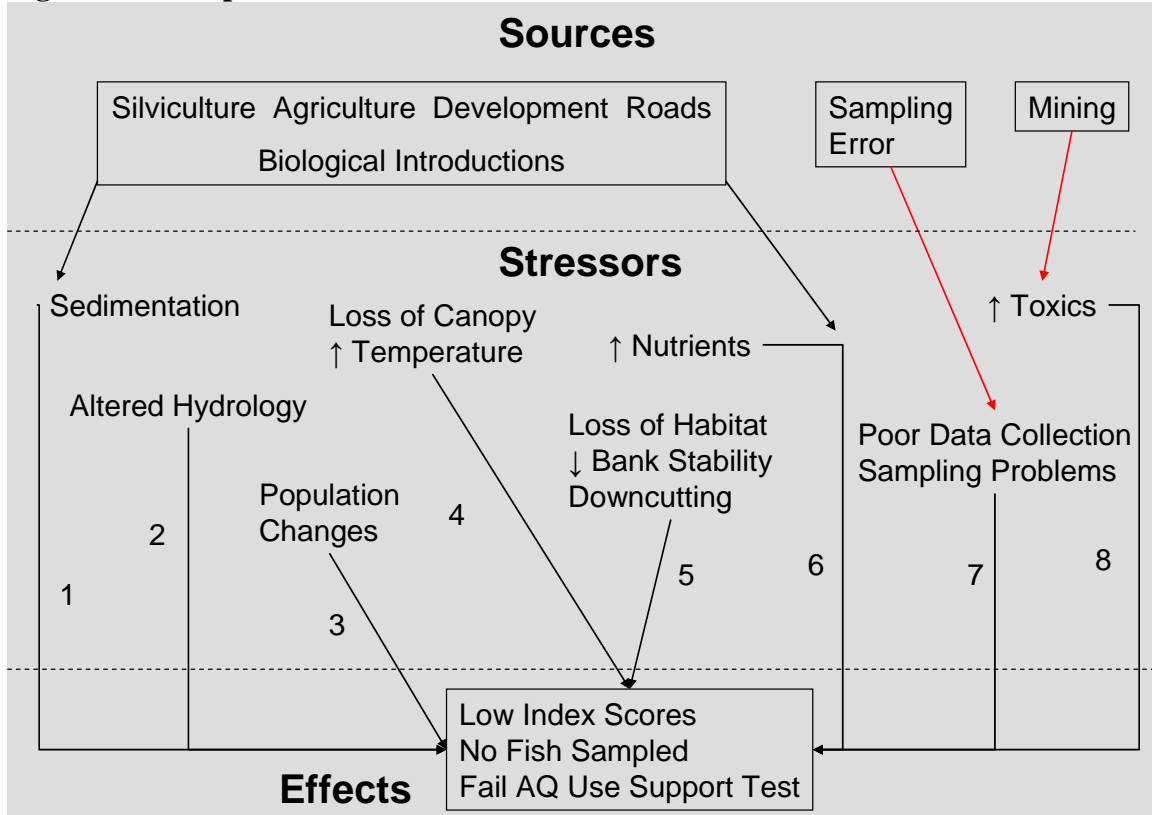 Sources
Silviculture Agriculture Development Roads
Biological Introductions
Sampling
Error
Mining
Stressors
Sedimentation
Loss of Canopy
↑ Temperature
↑ Nutrients
↑ Toxics
Altered Hydrology
Loss of Habitat
↓ Bank Stability
Downcutting
Poor Data Collection
Sampling Problems
Population
Changes
1
2
3
4
5
6
7
8
Low Index Scores
No Fish Sampled
Fail AQ Use Support Test
Effects